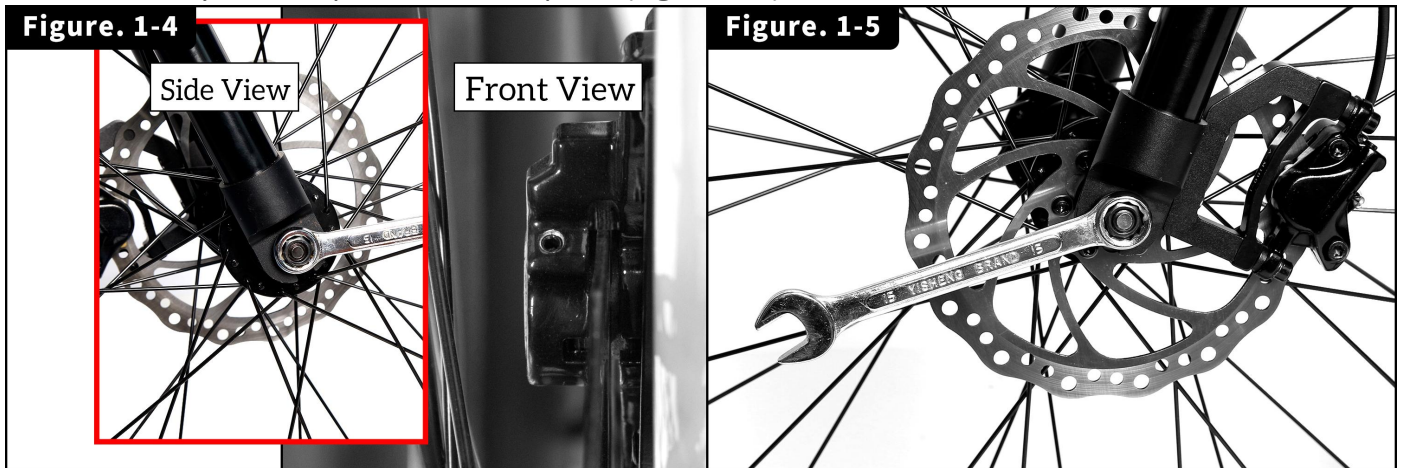 Figure. 1-4
Side View
Front View
Figure. 1-5
15 YISHENG BRAND 15